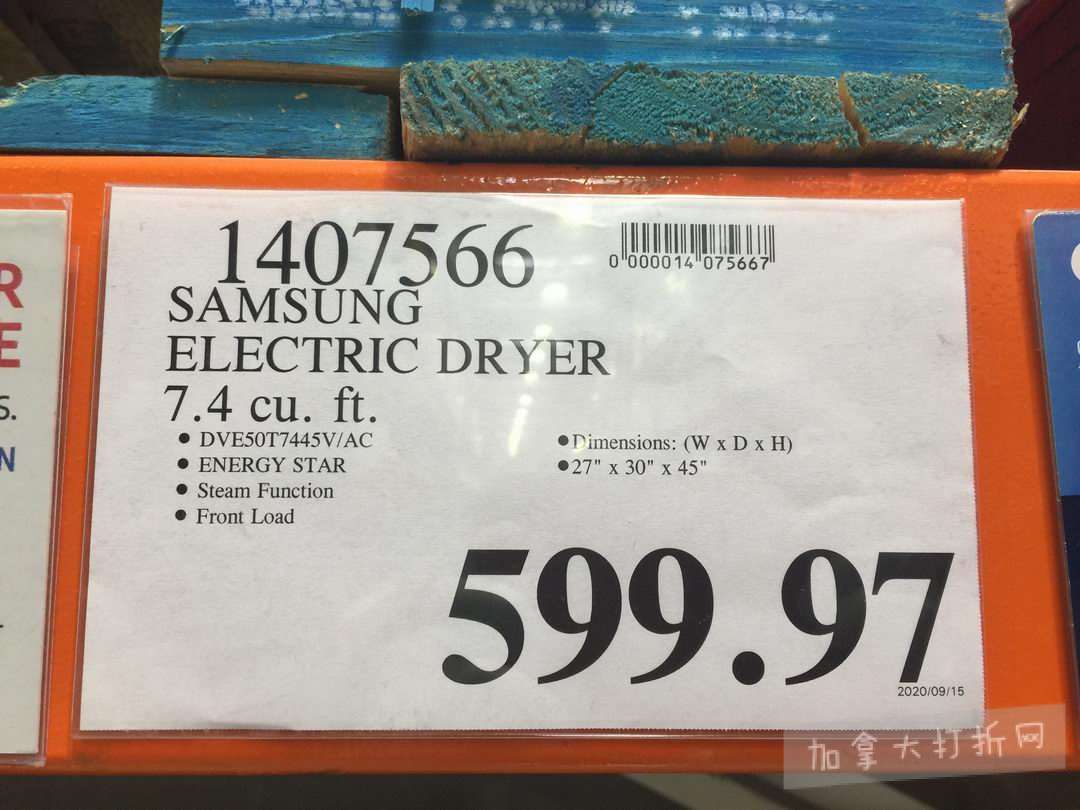 1407566
0 000014 075667
SAMSUNG
ELECTRIC DRYER
7.4 cu. ft.
• DVE50T7445V/AC
• ENERGY STAR
• Steam Function
• Front Load
• Dimensions: (W x D x H)
• 27" x 30" x 45"
599.97
2020/09/15
R
E
S.
N
加拿大打折网